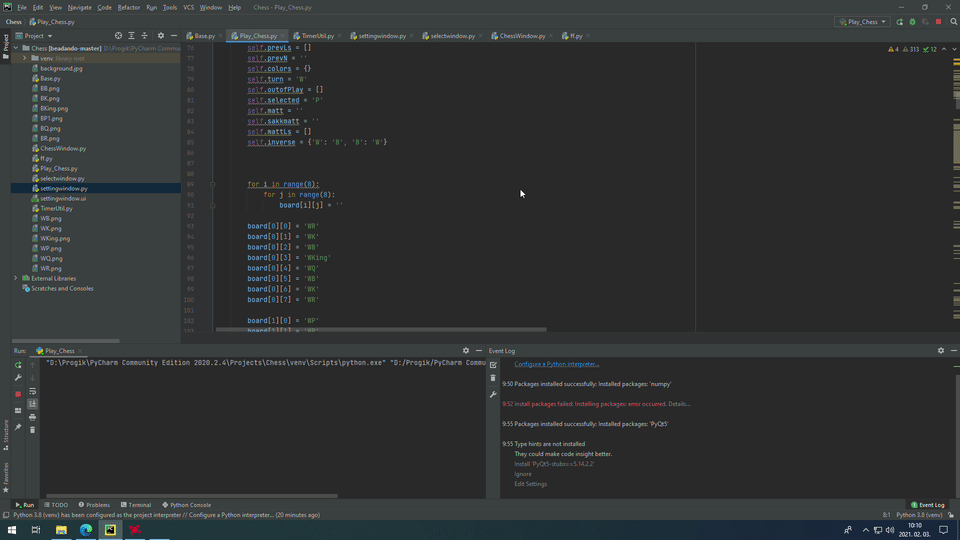 File Edit View Navigate Code Refactor Run Tools VCS Window Help Chess - Play_Chess.py
Chess Play_Chess.py
Play_Chess
Project
Base.py Play_Chess.py TimerUtil.py settingwindow.py selectwindow.py ChessWindow.py ff.py
Project
4 313 12
Chess [beadando-master] D:\Progik\PyCharm Commu
venv library root
background.jpg
Base.py
BB.png
BK.png
BKing.png
BP1.png
BQ.png
BR.png
ChessWindow.py
ff.py
Play_Chess.py
selectwindow.py
settingwindow.py
settingwindow.ui
TimerUtil.py
WB.png
WK.png
WKing.png
WP.png
WQ.png
WR.png
External Libraries
Scratches and Consoles
76 self.prevLs = []
77 self.prevN = ''
78 self.colors = {}
79 self.turn = 'W'
80 self.outofPlay = []
81 self.selected = 'P'
82 self.matt = ''
83 self.sakkmatt = ''
84 self.mattLs = []
85 self.inverse = {'W': 'B', 'B': 'W'}
86
87
88
89 for i in range(8):
90 for j in range(8):
91 board[i][j] = ''
92
93 board[0][0] = 'WR'
94 board[0][1] = 'WK'
95 board[0][2] = 'WB'
96 board[0][3] = 'WKing'
97 board[0][4] = 'WQ'
98 board[0][5] = 'WB'
99 board[0][6] = 'WK'
100 board[0][7] = 'WR'
101
102 board[1][0] = 'WP'
Run: Play_Chess
"D:\Progik\PyCharm Community Edition 2020.2.4\Projects\Chess\venv\Scripts\python.exe" "D:/Progik/PyCharm Commu
Event Log
Configure a Python interpreter...
9:50 Packages installed successfully: Installed packages: 'numpy'
9:52 Install packages failed: Installing packages: error occurred. Details...
9:55 Packages installed successfully: Installed packages: 'PyQt5'
9:55 Type hints are not installed
They could make code insight better.
Install 'PyQt5-stubs==5.14.2.2'
Ignore
Edit Settings
Structure
Favorites
Run TODO Problems Terminal Python Console
Event Log
Python 3.8 (venv) has been configured as the project interpreter // Configure a Python interpreter... (20 minutes ago)
8:1 Python 3.8 (venv)
10:10
2021. 02. 03.